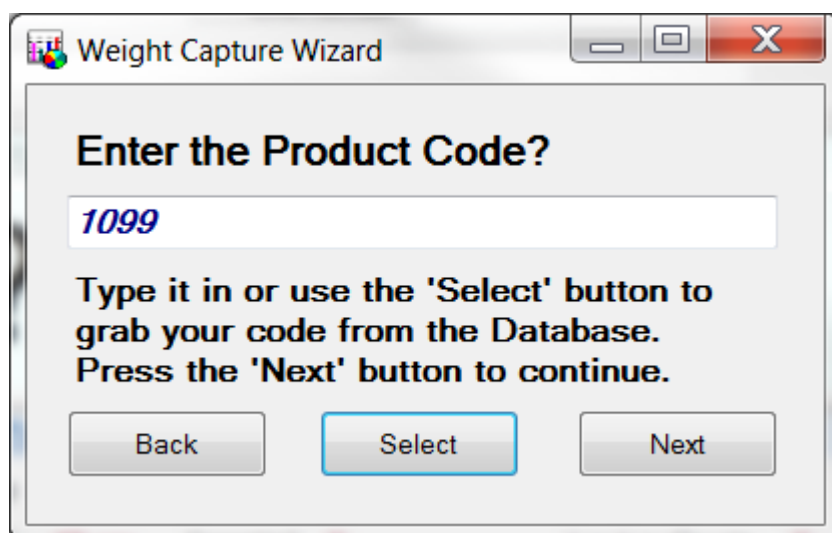 Weight Capture Wizard
Enter the Product Code?
1099
Type it in or use the 'Select' button to
grab your code from the Database.
Press the 'Next' button to continue.
Back Select Next